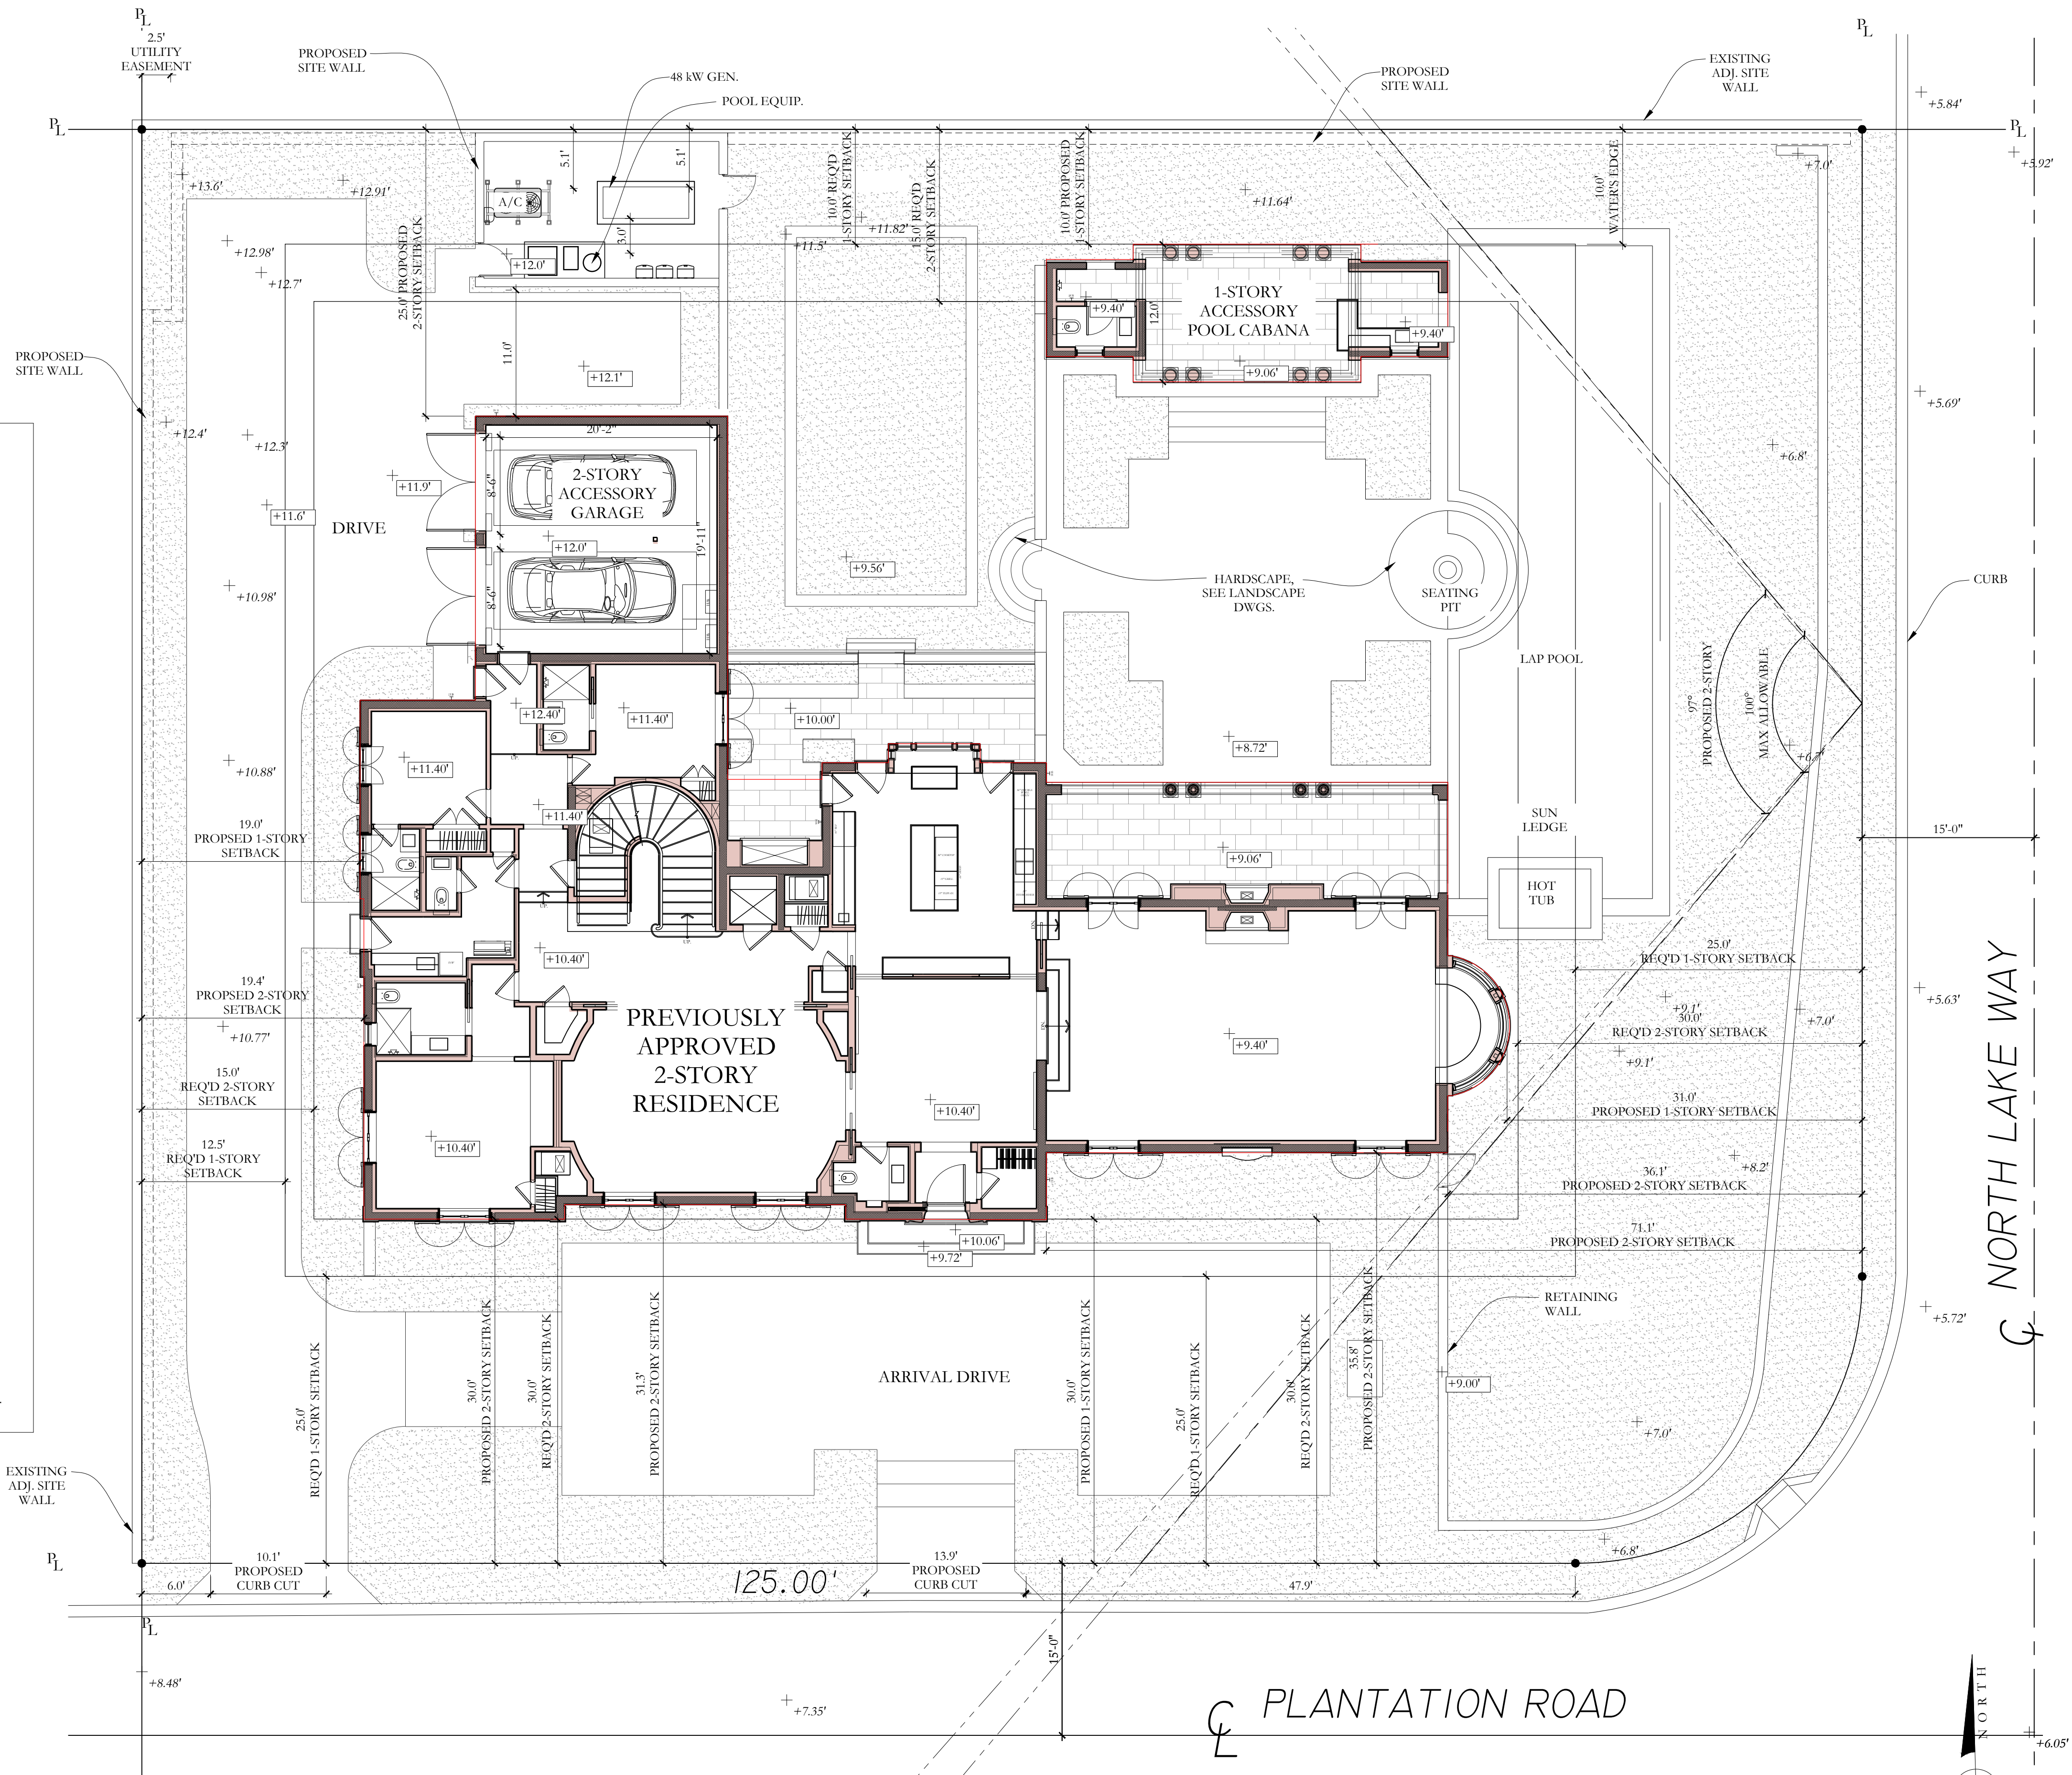 PL
2.5'
UTILITY
EASEMENT
PROPOSED
SITE WALL
48 kW GEN.
POOL EQUIP.
PROPOSED
SITE WALL
EXISTING
ADJ. SITE
WALL
PL
+5.84'
PL
PL
+5.92'
+13.6'
+12.91'
5.1'
5.1'
A/C
3.0'
10.0' REQ'D
1-STORY SETBACK
15.0' REQ'D
2-STORY SETBACK
10.0' PROPOSED
1-STORY SETBACK
10.0'
WATER'S EDGE
+7.0'
+11.64'
+11.82'
+11.5'
+12.98'
+12.7'
25.0' PROPOSED
2-STORY SETBACK
+12.0'
11.0'
+12.1'
1-STORY
ACCESSORY
POOL CABANA
12.0'
+9.40'
+9.40'
+9.06'
PROPOSED
SITE WALL
+12.4'
+12.3'
+11.9'
+11.6'
DRIVE
20'-2"
8'-6"
2-STORY
ACCESSORY
GARAGE
+12.0'
19'-11"
8'-6"
+5.69'
+6.8'
+9.56'
+10.98'
HARDSCAPE,
SEE LANDSCAPE
DWGS.
SEATING
PIT
CURB
LAP POOL
97°
PROPOSED 2-STORY
100°
MAX ALLOWABLE
+12.40'
+11.40'
+10.00'
+8.72'
+10.88'
+11.40'
+11.40'
UP.
UP.
UP.
SUN
LEDGE
15'-0"
19.0'
PROPSED 1-STORY
SETBACK
+9.06'
HOT
TUB
25.0'
REQ'D 1-STORY SETBACK
+10.40'
19.4'
PROPSED 2-STORY
SETBACK
+10.77'
PREVIOUSLY
APPROVED
2-STORY
RESIDENCE
+9.40'
+5.63'
+9.1'
30.0'
REQ'D 2-STORY SETBACK
+7.0'
+9.1'
15.0'
REQ'D 2-STORY
SETBACK
+10.40'
+10.40'
31.0'
PROPOSED 1-STORY SETBACK
12.5'
REQ'D 1-STORY
SETBACK
+8.2'
36.1'
PROPOSED 2-STORY SETBACK
+10.06'
+9.72'
71.1'
PROPOSED 2-STORY SETBACK
RETAINING
WALL
+5.72'
CL NORTH LAKE WAY
25.0'
REQ'D 1-STORY SETBACK
30.0'
PROPOSED 2-STORY SETBACK
30.0'
REQ'D 2-STORY SETBACK
31.3'
PROPOSED 2-STORY SETBACK
ARRIVAL DRIVE
30.0'
PROPOSED 1-STORY SETBACK
25.0'
REQ'D 1-STORY SETBACK
30.0'
REQ'D 2-STORY SETBACK
35.8'
PROPOSED 2-STORY SETBACK
+9.00'
+7.0'
EXISTING
ADJ. SITE
WALL
PL
+6.8'
6.0'
10.1'
PROPOSED
CURB CUT
125.00'
13.9'
PROPOSED
CURB CUT
47.9'
PL
15'-0"
+8.48'
+7.35'
CL PLANTATION ROAD
NORTH
+6.05'